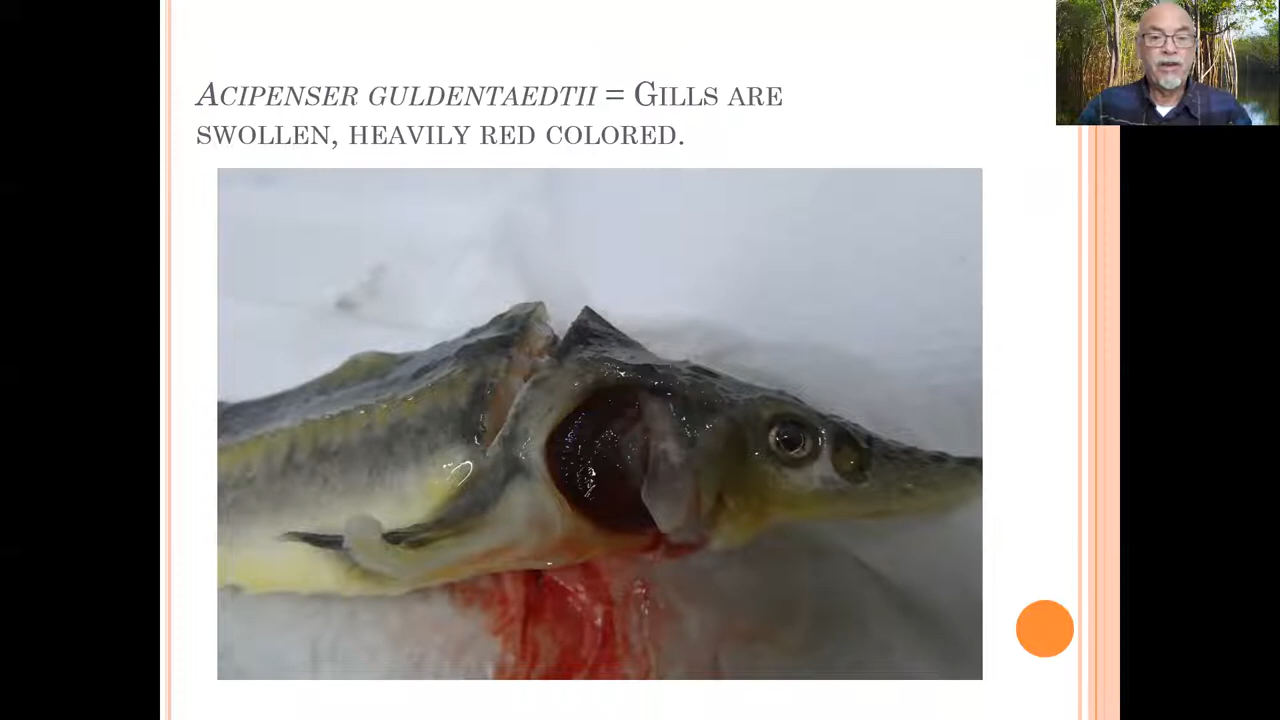 Acipenser guldentaedtii = Gills are
swollen, heavily red colored.